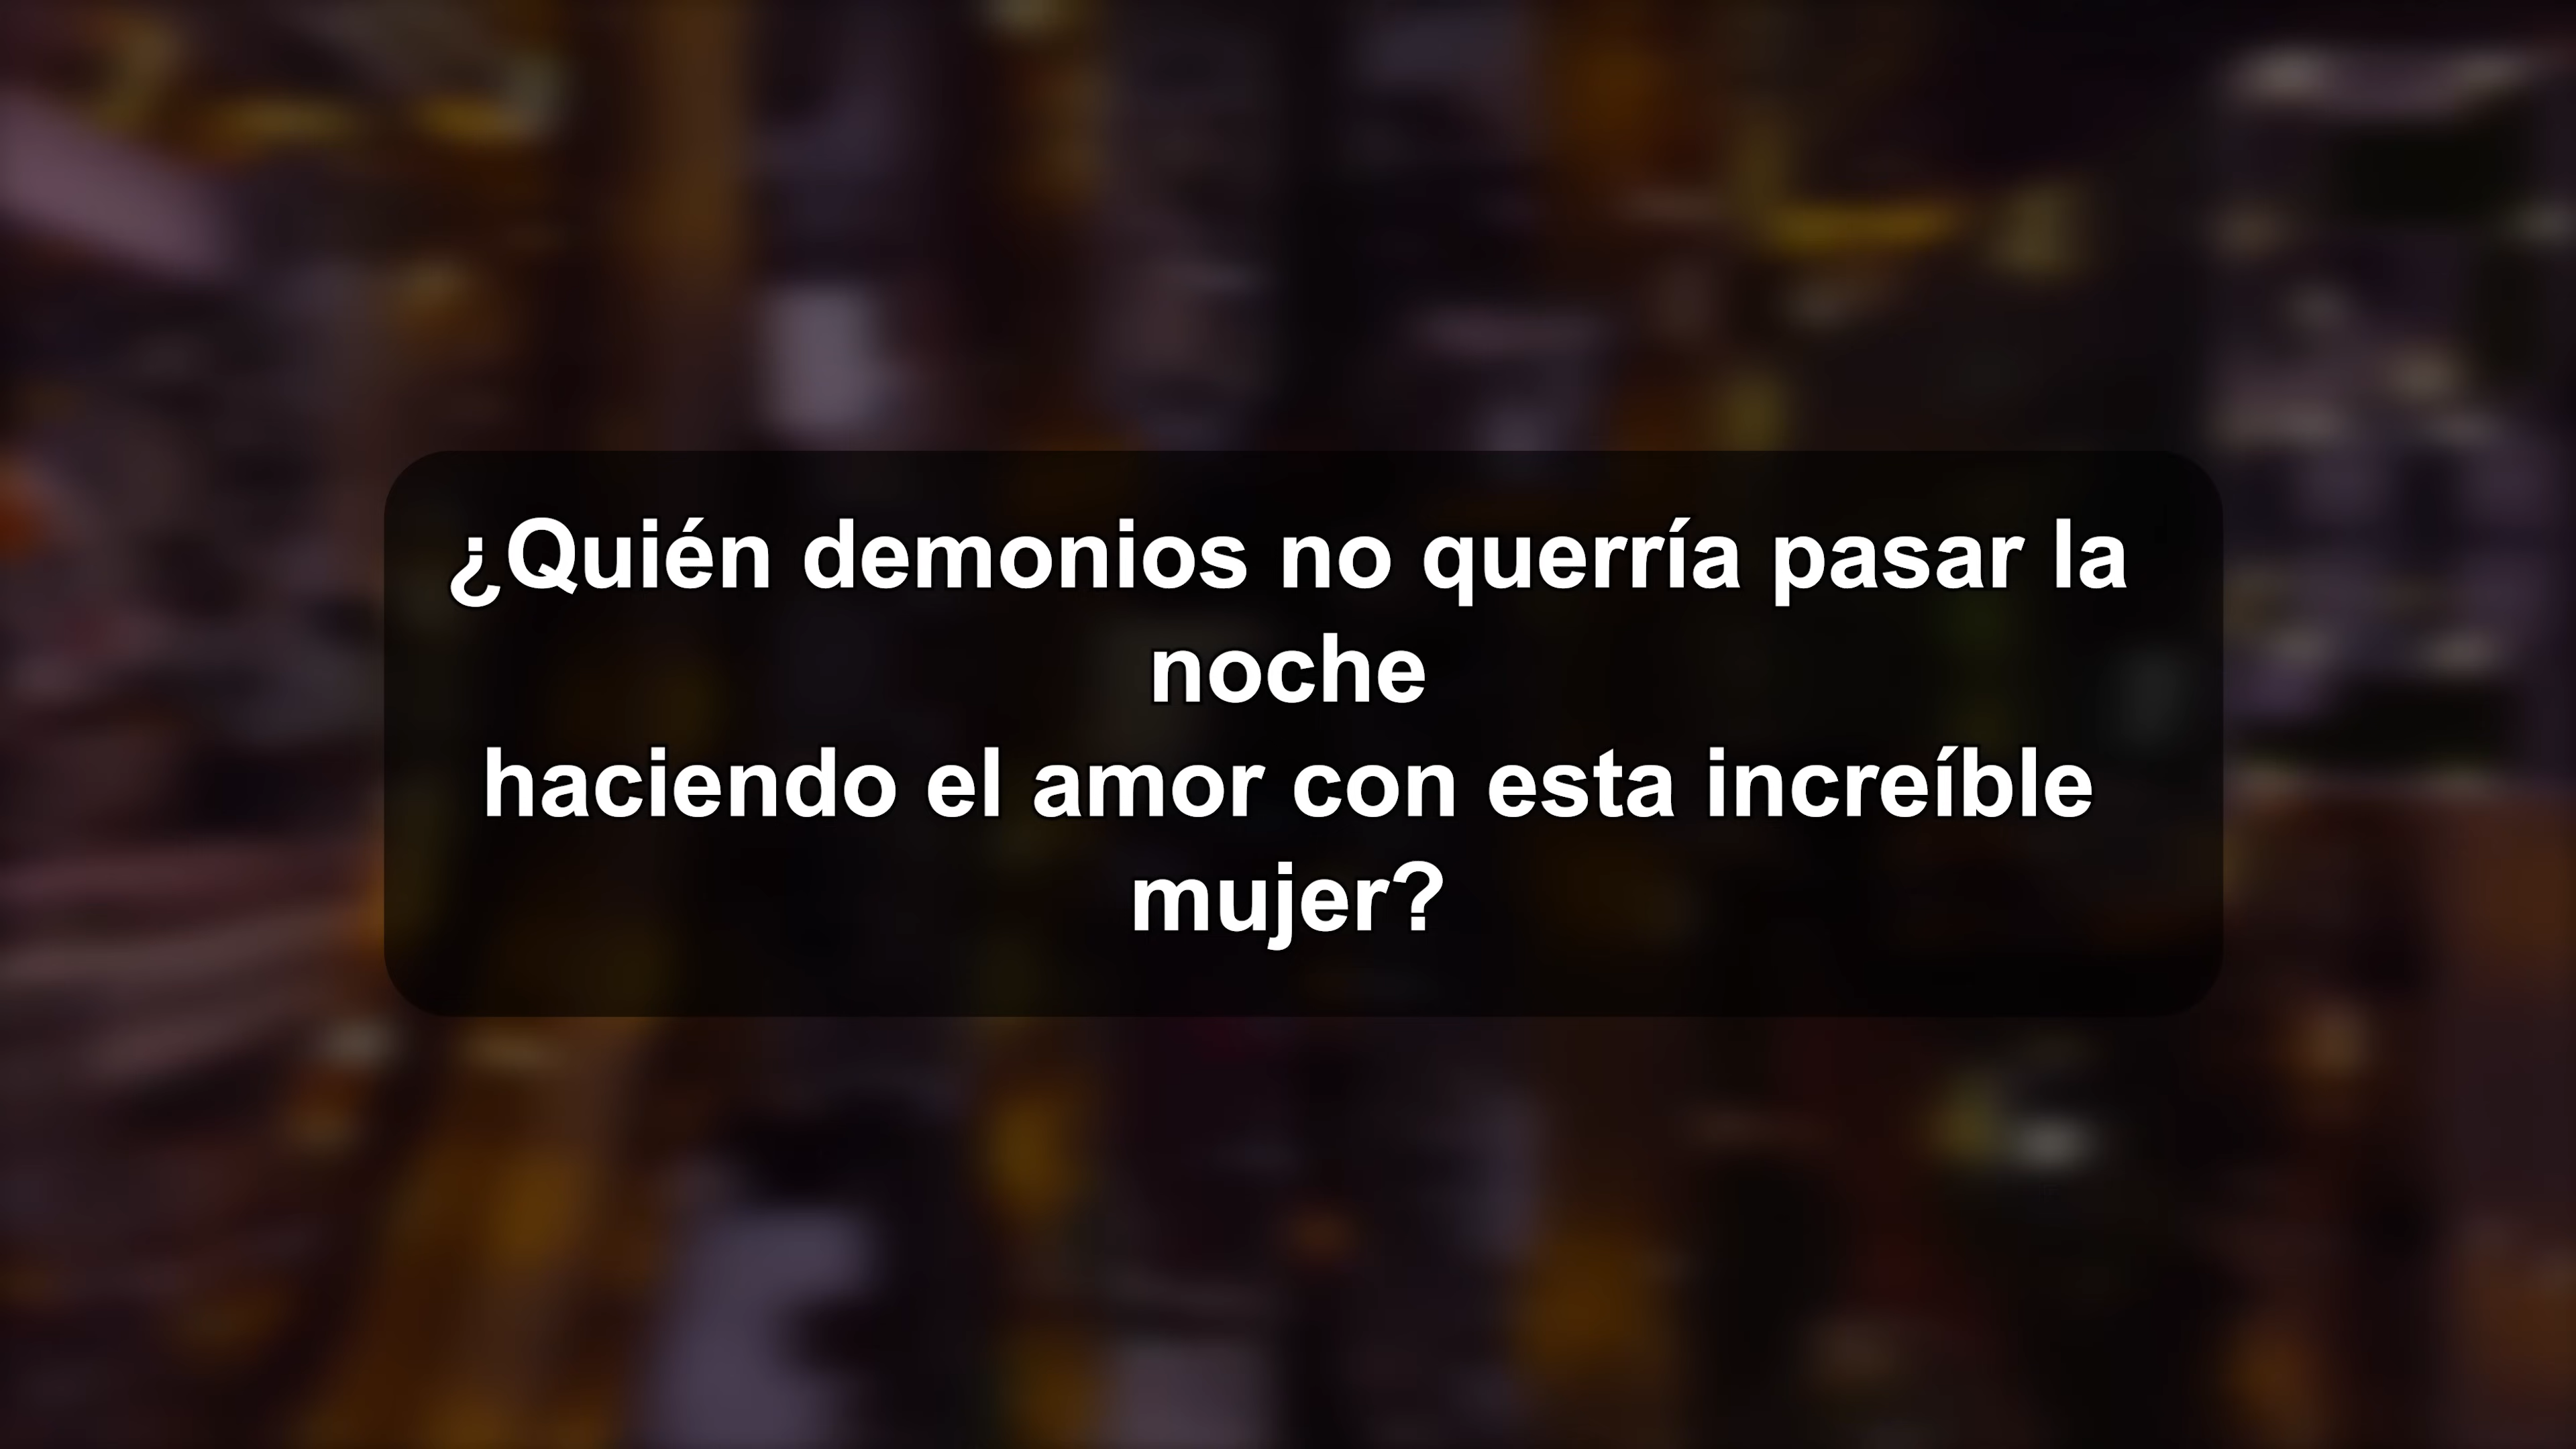 ¿Quién demonios no querría pasar la
noche
haciendo el amor con esta increíble
mujer?